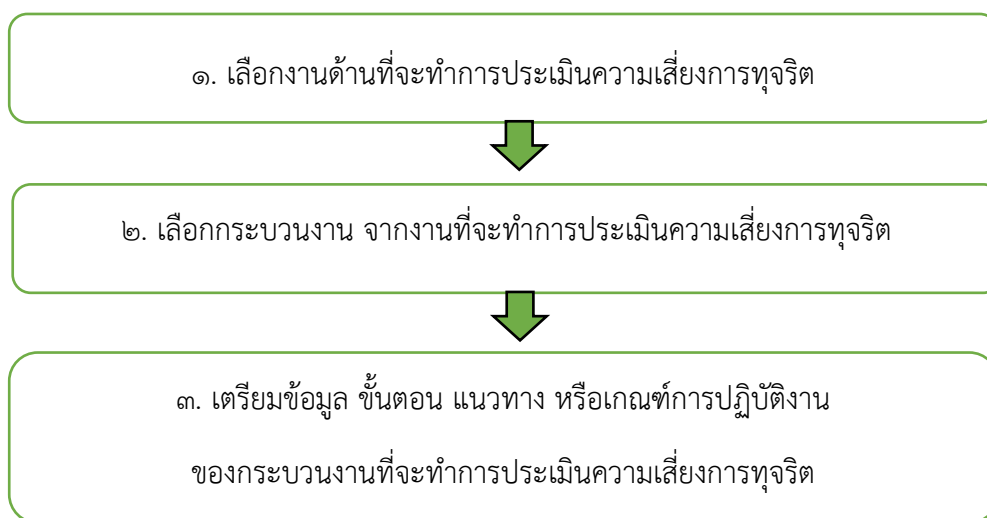 ๑. เลือกงานด้านที่จะทำการประเมินความเสี่ยงการทุจริต
๒. เลือกกระบวนงาน จากงานที่จะทำการประเมินความเสี่ยงการทุจริต
๓. เตรียมข้อมูล ขั้นตอน แนวทาง หรือเกณฑ์การปฏิบัติงาน
ของกระบวนงานที่จะทำการประเมินความเสี่ยงการทุจริต